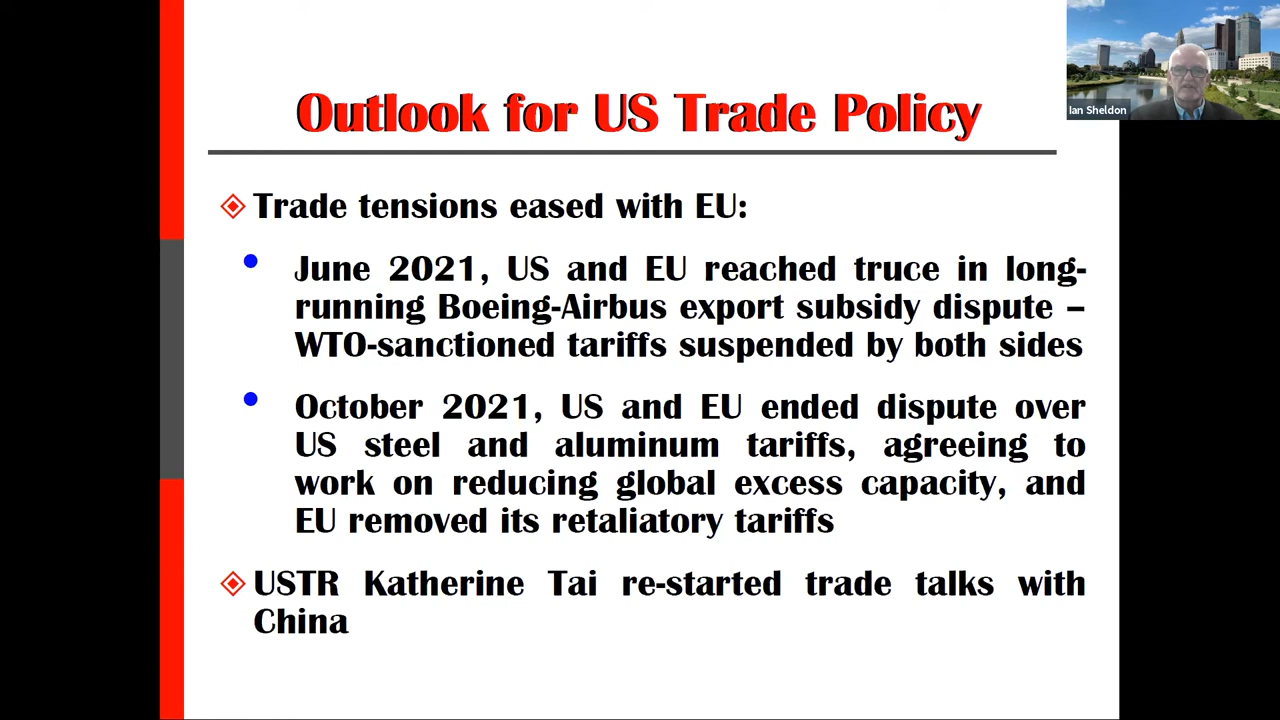 Outlook for US Trade Policy
Ian Sheldon
Trade tensions eased with EU:
June 2021, US and EU reached truce in long-
running Boeing-Airbus export subsidy dispute –
WTO-sanctioned tariffs suspended by both sides
October 2021, US and EU ended dispute over
US steel and aluminum tariffs, agreeing to
work on reducing global excess capacity, and
EU removed its retaliatory tariffs
USTR Katherine Tai re-started trade talks with
China